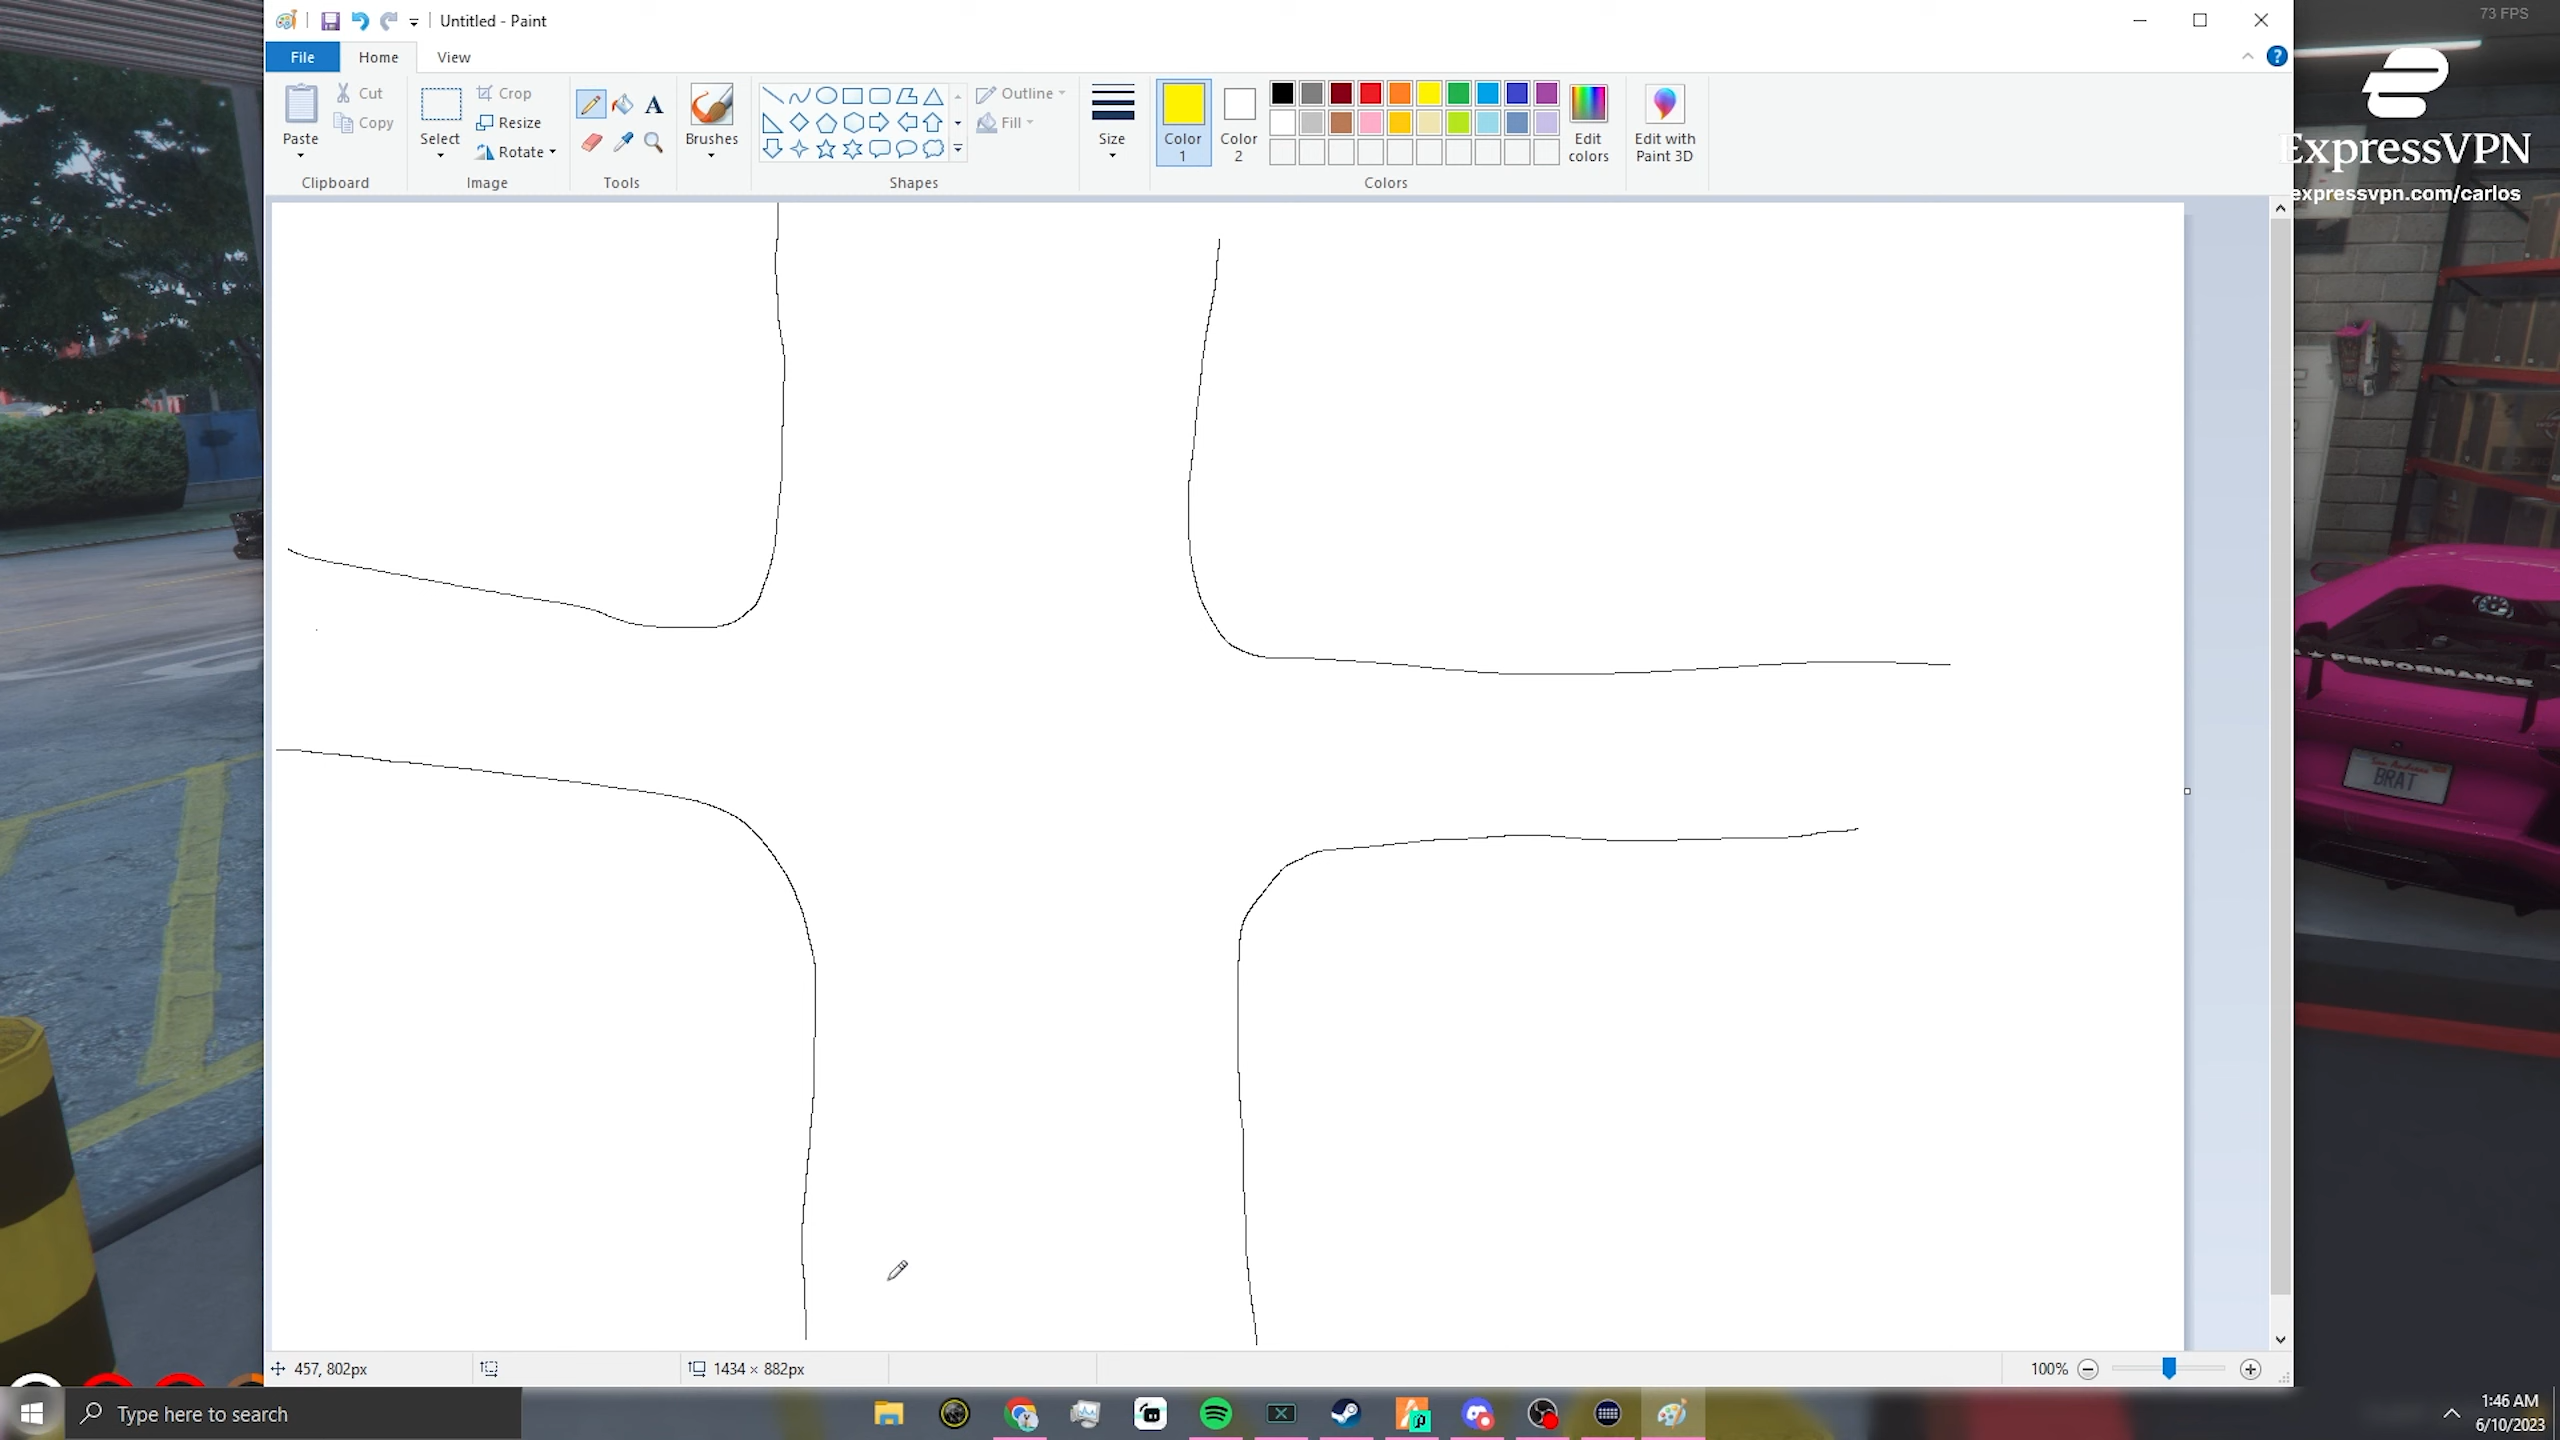 Untitled - Paint
73 FPS
File Home View
Cut
Copy
Paste
Clipboard
Select
Crop
Resize
Rotate
Image
A
Tools
Brushes
Outline
Fill
Shapes
Size
Color 1
Color 2
Edit colors
Colors
Edit with Paint 3D
ExpressVPN
expressvpn.com/carlos
PERFORMANCE
BRAT
457, 802px
1434 × 882px
100%
Type here to search
1:46 AM
6/10/2023